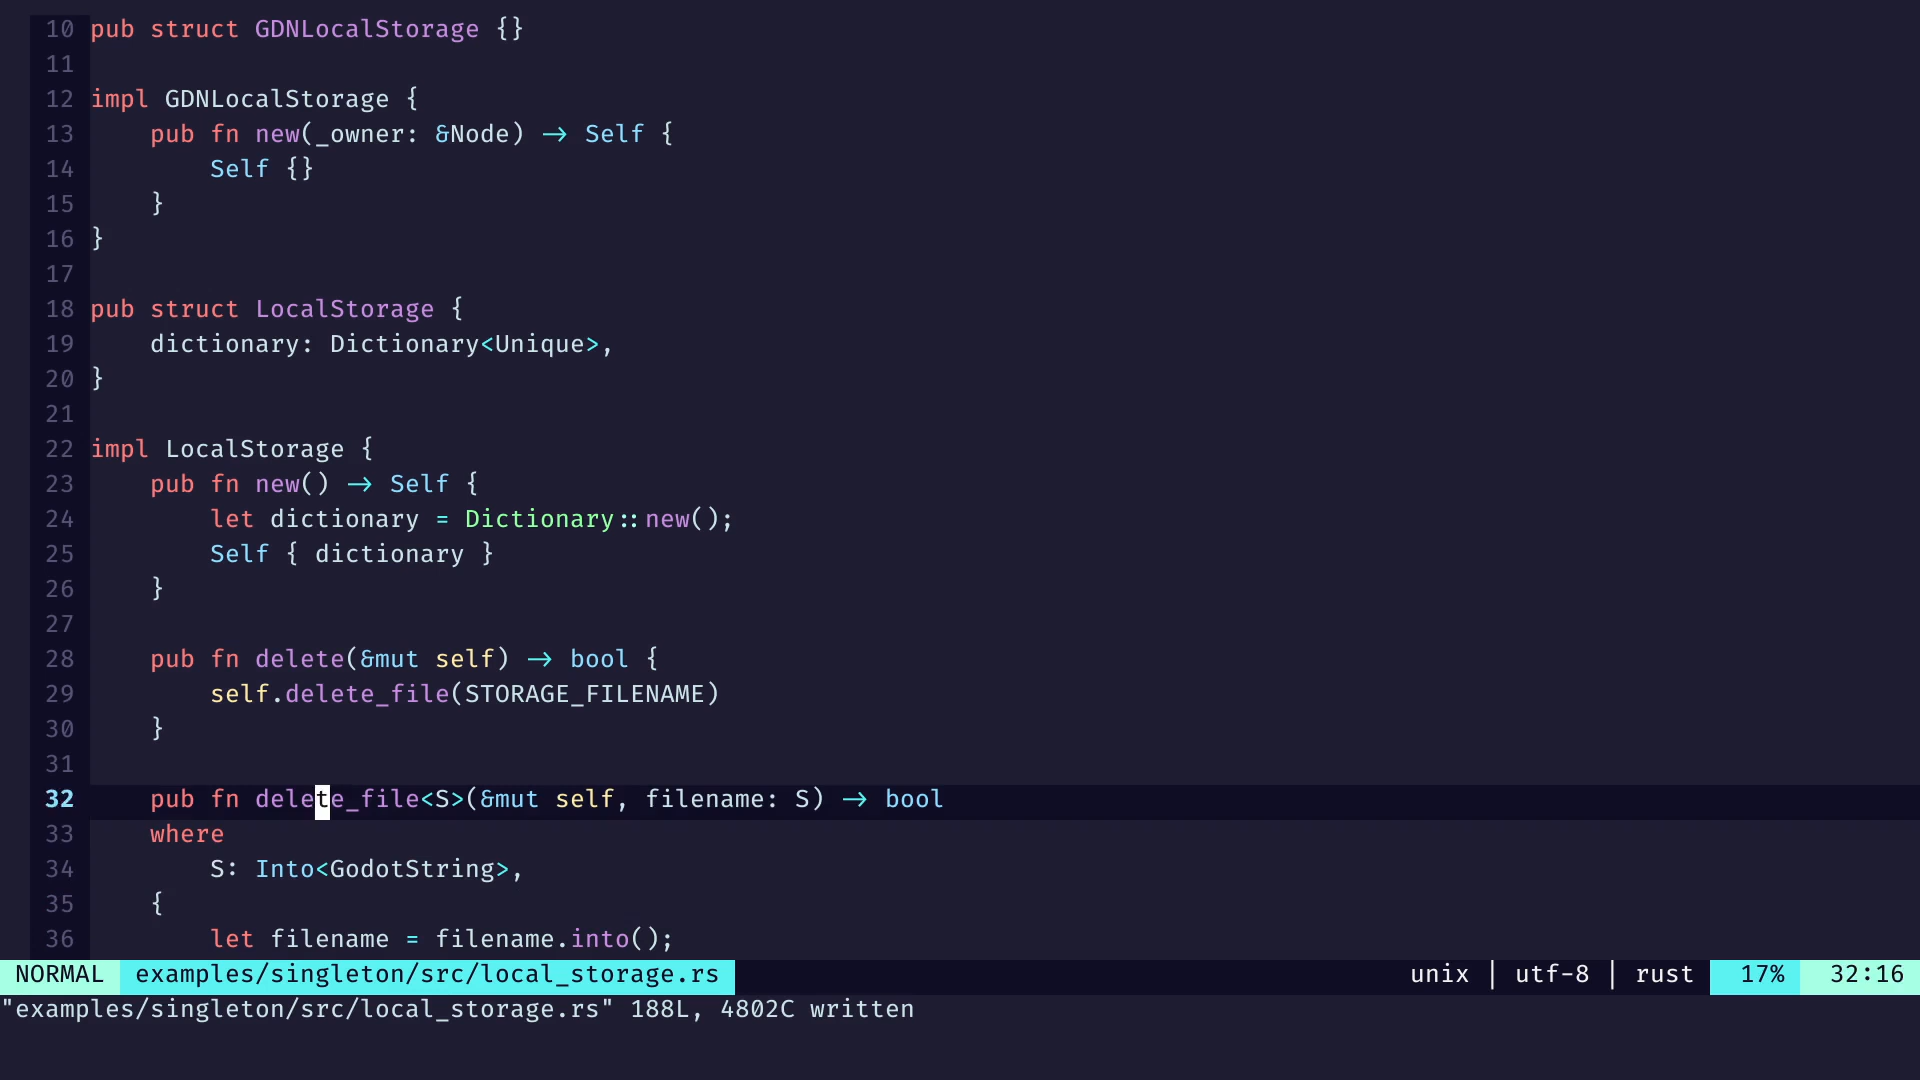 10 pub struct GDNLocalStorage {}
11
12 impl GDNLocalStorage {
13     pub fn new(_owner: &Node) -> Self {
14         Self {}
15     }
16 }
17
18 pub struct LocalStorage {
19     dictionary: Dictionary<Unique>,
20 }
21
22 impl LocalStorage {
23     pub fn new() -> Self {
24         let dictionary = Dictionary::new();
25         Self { dictionary }
26     }
27
28     pub fn delete(&mut self) -> bool {
29         self.delete_file(STORAGE_FILENAME)
30     }
31
32     pub fn delete_file<S>(&mut self, filename: S) -> bool
33     where
34         S: Into<GodotString>,
35     {
36         let filename = filename.into();
NORMAL examples/singleton/src/local_storage.rs unix | utf-8 | rust 17% 32:16
"examples/singleton/src/local_storage.rs" 188L, 4802C written